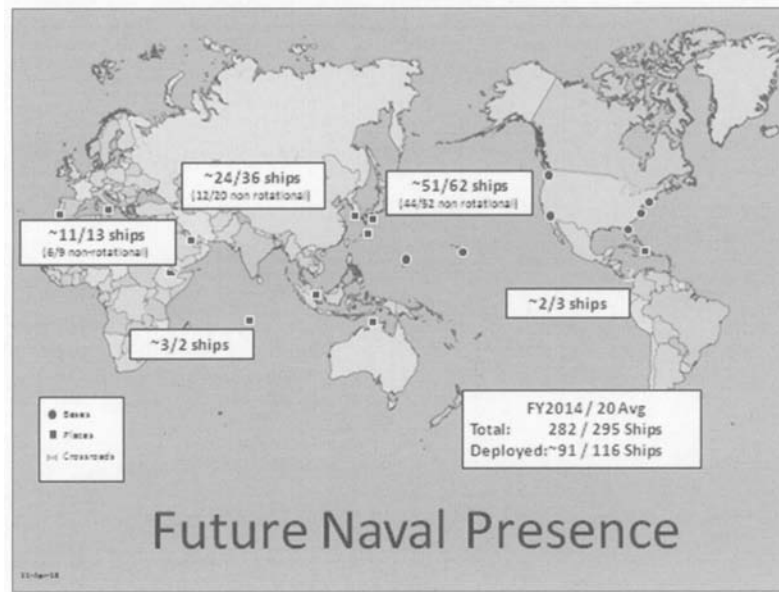 ~24/36 ships
(12/20 non rotational)
~51/62 ships
(44/52 non rotational)
~11/13 ships
(6/9 non-rotational)
~2/3 ships
~3/2 ships
FY2014 / 20 Avg
Total: 282 / 295 Ships
Deployed:~91 / 116 Ships
Bases
Places
Crossroads
Future Naval Presence